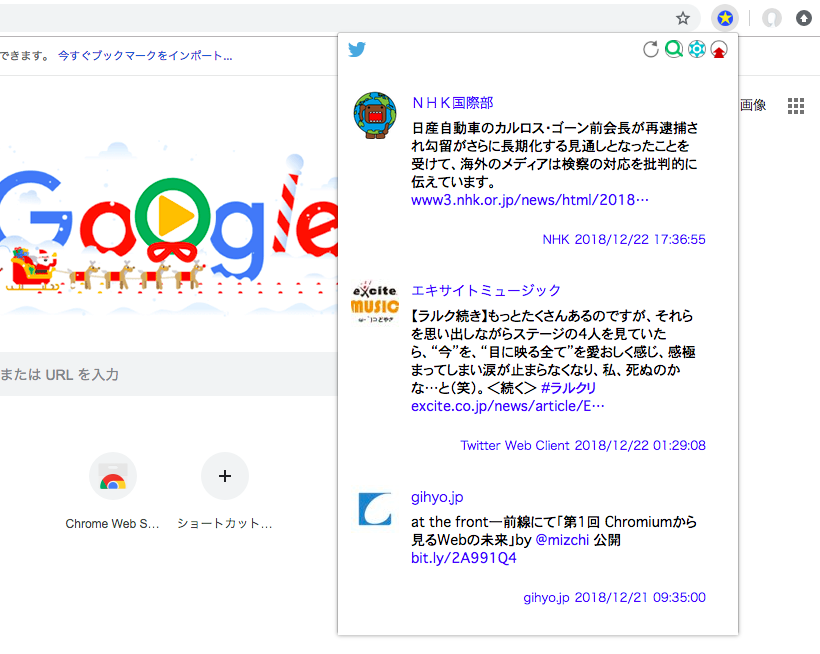 できます。 今すぐブックマークをインポート...
画像
Google
または URL を入力
Chrome Web S...
ショートカット...
ＮＨＫ国際部
日産自動車のカルロス・ゴーン前会長が再逮捕さ
れ勾留がさらに長期化する見通しとなったことを
受けて、海外のメディアは検察の対応を批判的に
伝えています。
www3.nhk.or.jp/news/html/2018…
NHK 2018/12/22 17:36:55
excite
MUSIC
エキサイトミュージック
【ラルク続き】もっとたくさんあるのですが、それら
を思い出しながらステージの4人を見ていた
ら、“今”を、“目に映る全て”を愛おしく感じ、感極
まってしまい涙が止まらなくなり、私、死ぬのか
な…と(笑)。＜続く＞ #ラルクリ
excite.co.jp/news/article/E…
Twitter Web Client 2018/12/22 01:29:08
gihyo.jp
at the front―前線にて「第1回 Chromiumから
見るWebの未来」by @mizchi 公開
bit.ly/2A991Q4
gihyo.jp 2018/12/21 09:35:00